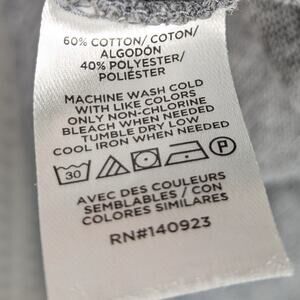 60% COTTON/ COTON/
ALGODÓN
40% POLYESTER/
POLIÉSTER
MACHINE WASH COLD
WITH LIKE COLORS
ONLY NON-CHLORINE
BLEACH WHEN NEEDED
TUMBLE DRY LOW
COOL IRON WHEN NEEDED
30 P
AVEC DES COULEURS
SEMBLABLES / CON
COLORES SIMILARES
RN#140923